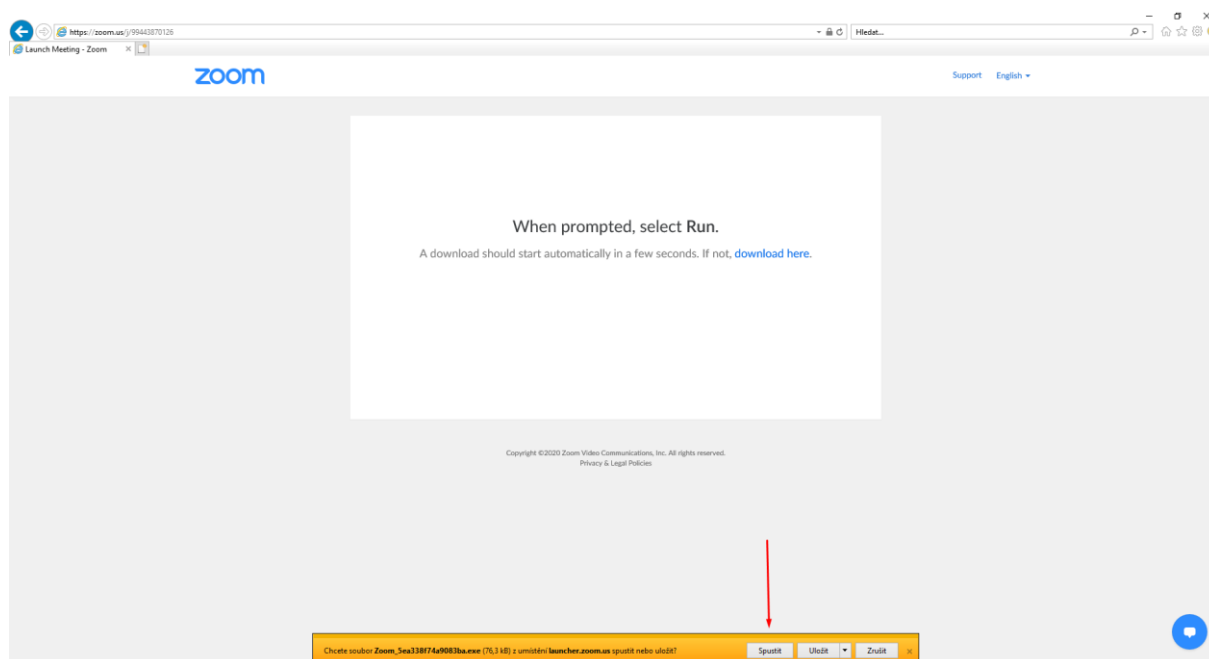 https://zoom.us/j/99443870126
Hledat...
Launch Meeting - Zoom
zoom
Support English
When prompted, select Run.
A download should start automatically in a few seconds. If not, download here.
Copyright ©2020 Zoom Video Communications, Inc. All rights reserved.
Privacy & Legal Policies
Chcete soubor Zoom_5ea338f74a9083ba.exe (76,3 kB) z umístění launcher.zoom.us spustit nebo uložit? Spustit Uložit Zrušit